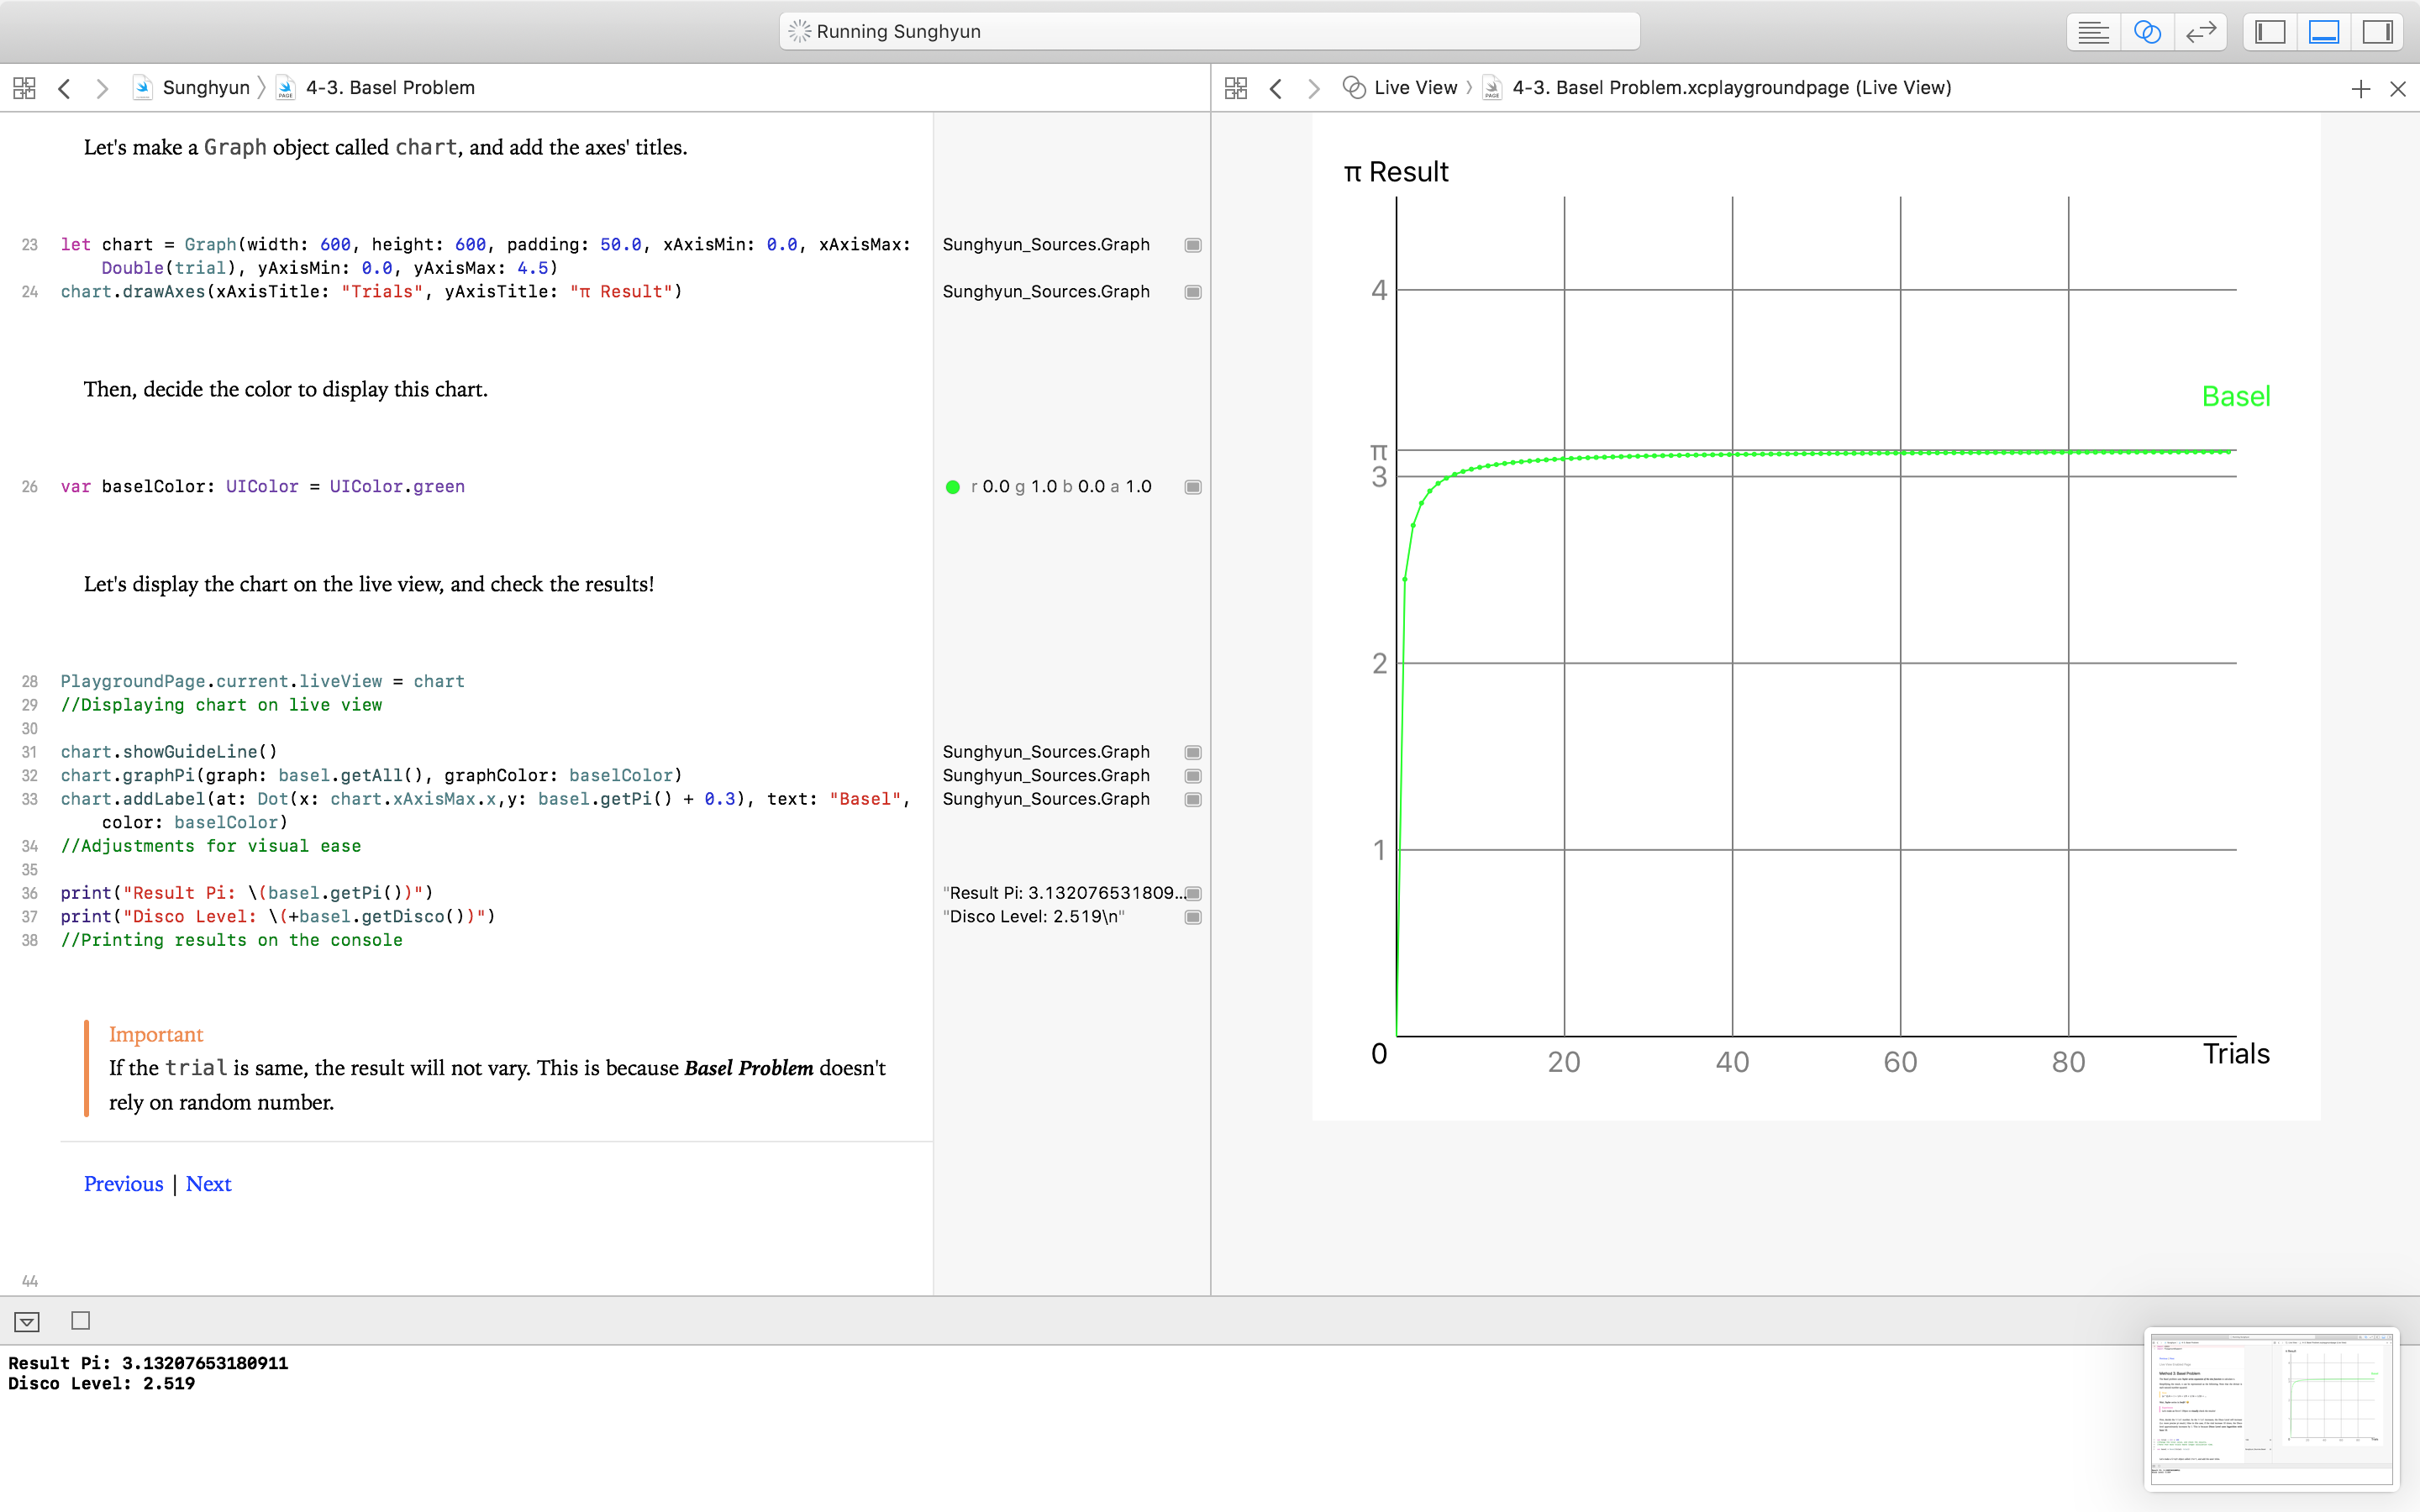 Running Sunghyun
Sunghyun 4-3. Basel Problem
Let's make a Graph object called chart, and add the axes' titles.
23 let chart = Graph(width: 600, height: 600, padding: 50.0, xAxisMin: 0.0, xAxisMax:
Double(trial), yAxisMin: 0.0, yAxisMax: 4.5)
24 chart.drawAxes(xAxisTitle: "Trials", yAxisTitle: "π Result")
Then, decide the color to display this chart.
26 var baselColor: UIColor = UIColor.green
Let's display the chart on the live view, and check the results!
28 PlaygroundPage.current.liveView = chart
29 //Displaying chart on live view
30
31 chart.showGuideLine()
32 chart.graphPi(graph: basel.getAll(), graphColor: baselColor)
33 chart.addLabel(at: Dot(x: chart.xAxisMax.x,y: basel.getPi() + 0.3), text: "Basel",
color: baselColor)
34 //Adjustments for visual ease
35
36 print("Result Pi: \(basel.getPi())")
37 print("Disco Level: \(+basel.getDisco())")
38 //Printing results on the console
Important
If the trial is same, the result will not vary. This is because Basel Problem doesn't
rely on random number.
Previous | Next
44
Sunghyun_Sources.Graph
Sunghyun_Sources.Graph
r 0.0 g 1.0 b 0.0 a 1.0
Sunghyun_Sources.Graph
Sunghyun_Sources.Graph
Sunghyun_Sources.Graph
"Result Pi: 3.132076531809...
"Disco Level: 2.519\n"
Live View 4-3. Basel Problem.xcplaygroundpage (Live View)
π Result
4
Basel
π
3
2
1
0
20 40 60 80 Trials
Result Pi: 3.13207653180911
Disco Level: 2.519